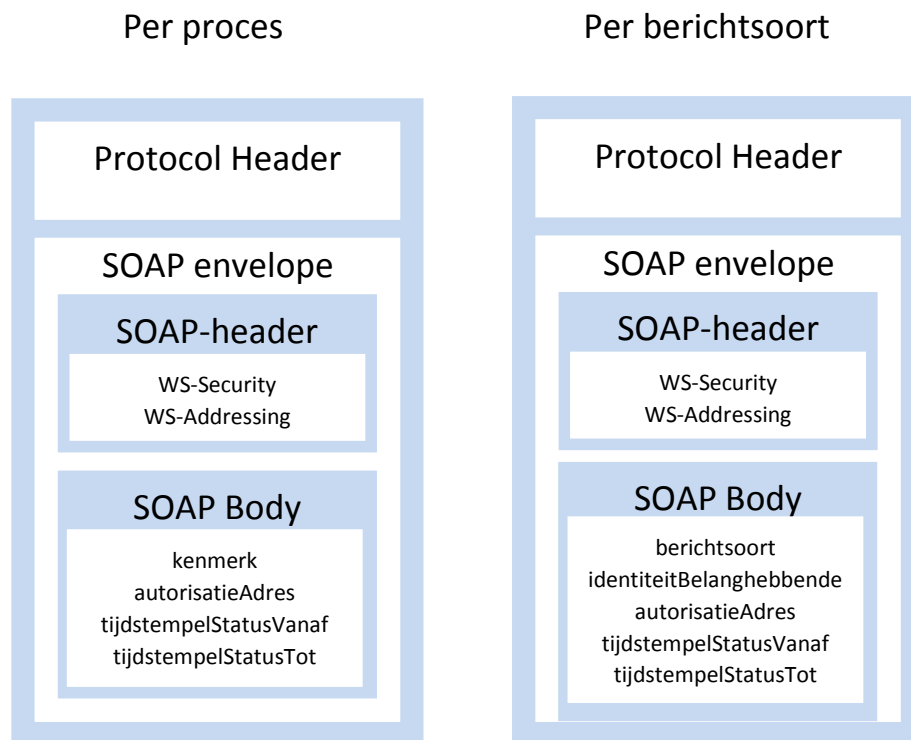 Per proces
Protocol Header
SOAP envelope
SOAP-header
WS-Security
WS-Addressing
SOAP Body
kenmerk
autorisatieAdres
tijdstempelStatusVanaf
tijdstempelStatusTot
Per berichtsoort
Protocol Header
SOAP envelope
SOAP-header
WS-Security
WS-Addressing
SOAP Body
berichtsoort
identiteitBelanghebbende
autorisatieAdres
tijdstempelStatusVanaf
tijdstempelStatusTot